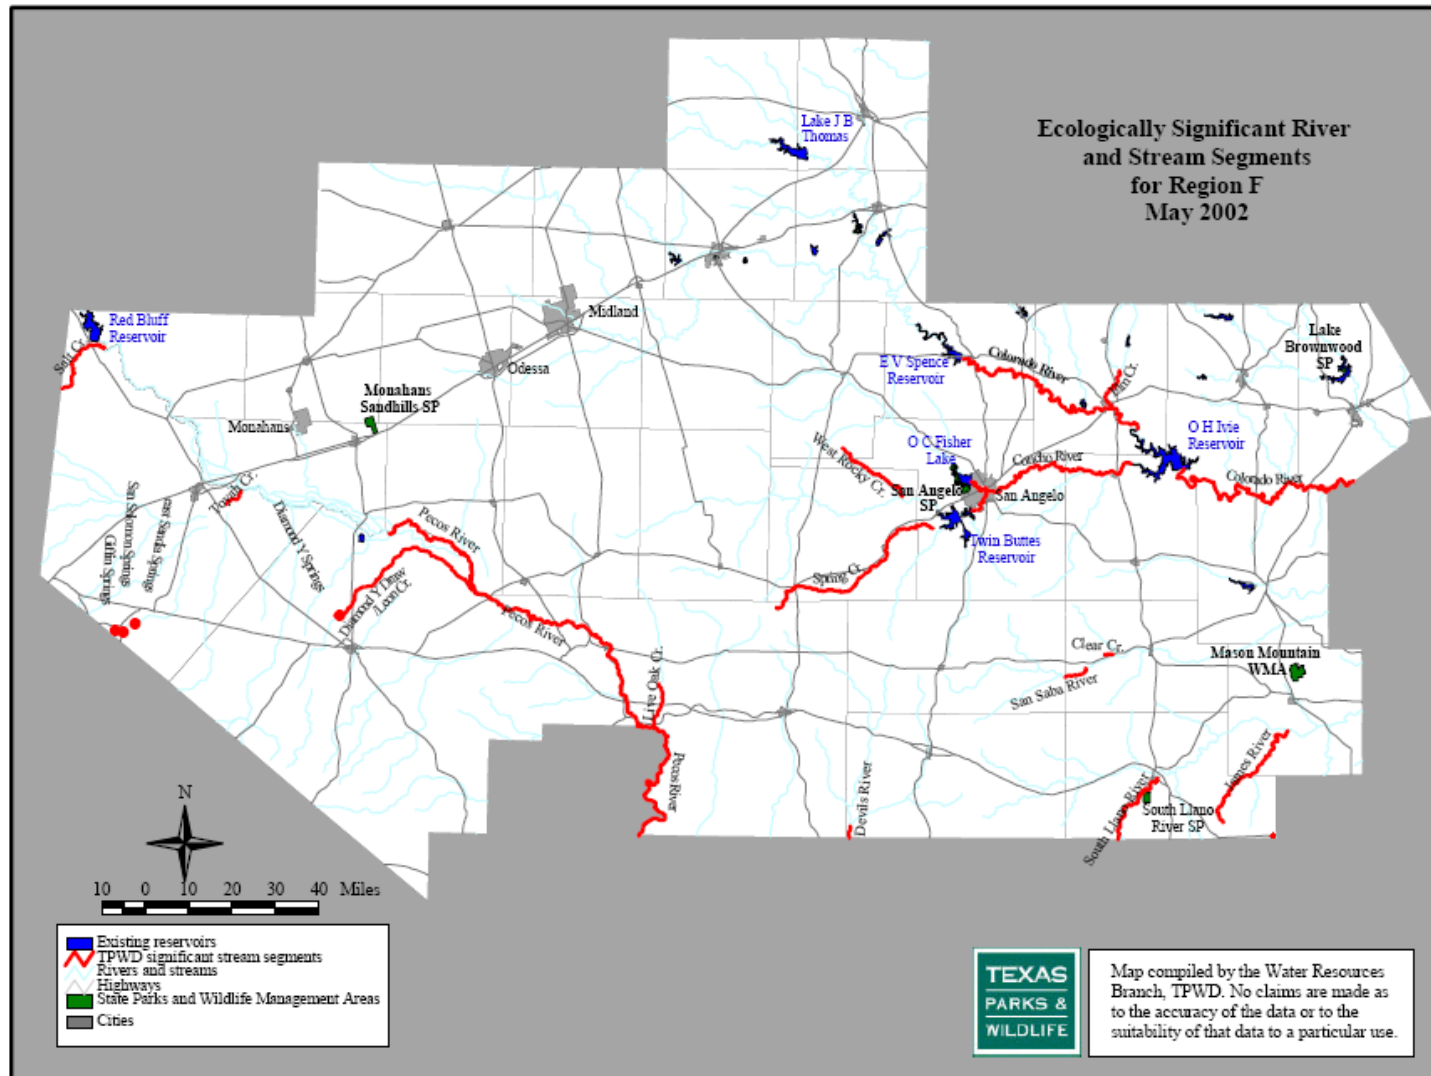 Ecologically Significant River
and Stream Segments
for Region F
May 2002
Lake J B
Thomas
Red Bluff
Reservoir
Salt Cr.
Midland
Odessa
Monahans
Sandhills SP
Monahans
E V Spence
Reservoir
Colorado River
Elm Cr.
Lake
Brownwood
SP
O H Ivie
Reservoir
Colorado River
O C Fisher
Lake
Concho River
West Rocky Cr.
San Angelo
SP
San Angelo
Twin Buttes
Reservoir
Spring Cr.
Toyah Cr.
San Solomon Springs
Giffin Springs
East Sandia Springs
Diamond Y Springs
Diamond Y Draw
/Leon Cr.
Pecos River
Pecos River
Live Oak Cr.
Pecos River
Devils River
Clear Cr.
San Saba River
Mason Mountain
WMA
James River
South Llano River
South Llano
River SP
N
10 0 10 20 30 40 Miles
Existing reservoirs
TPWD significant stream segments
Rivers and streams
Highways
State Parks and Wildlife Management Areas
Cities
TEXAS
PARKS &
WILDLIFE
Map compiled by the Water Resources
Branch, TPWD. No claims are made as
to the accuracy of the data or to the
suitability of that data to a particular use.